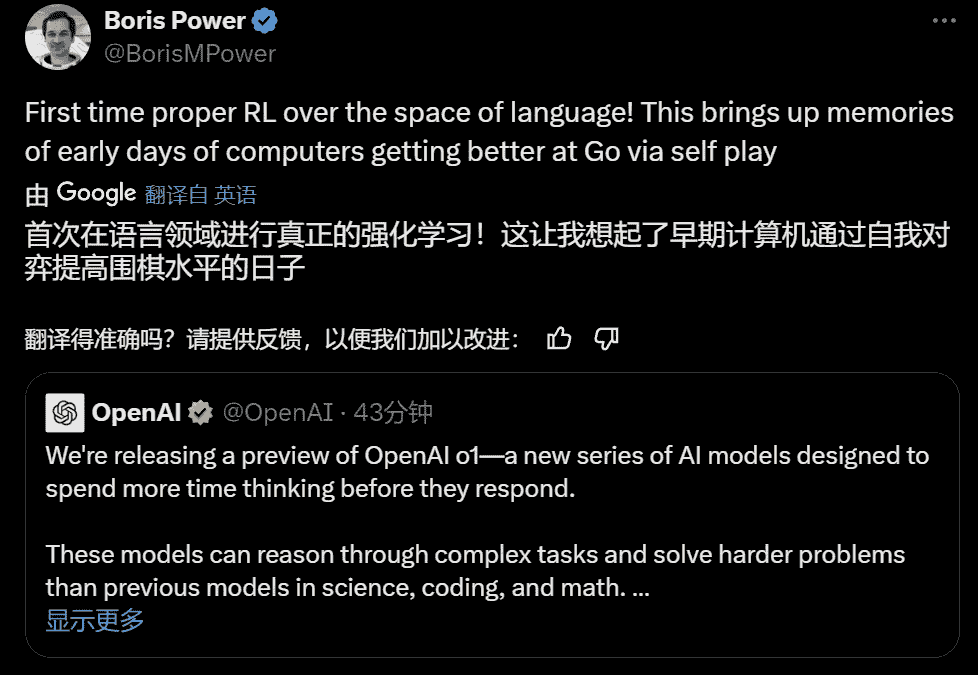 Boris Power
@BorisMPower
First time proper RL over the space of language! This brings up memories
of early days of computers getting better at Go via self play
由 Google 翻译自 英语
首次在语言领域进行真正的强化学习！这让我想起了早期计算机通过自我对
弈提高围棋水平的日子
翻译得准确吗？请提供反馈，以便我们加以改进：
OpenAI @OpenAI · 43分钟
We're releasing a preview of OpenAI o1—a new series of AI models designed to
spend more time thinking before they respond.
These models can reason through complex tasks and solve harder problems
than previous models in science, coding, and math. ...
显示更多